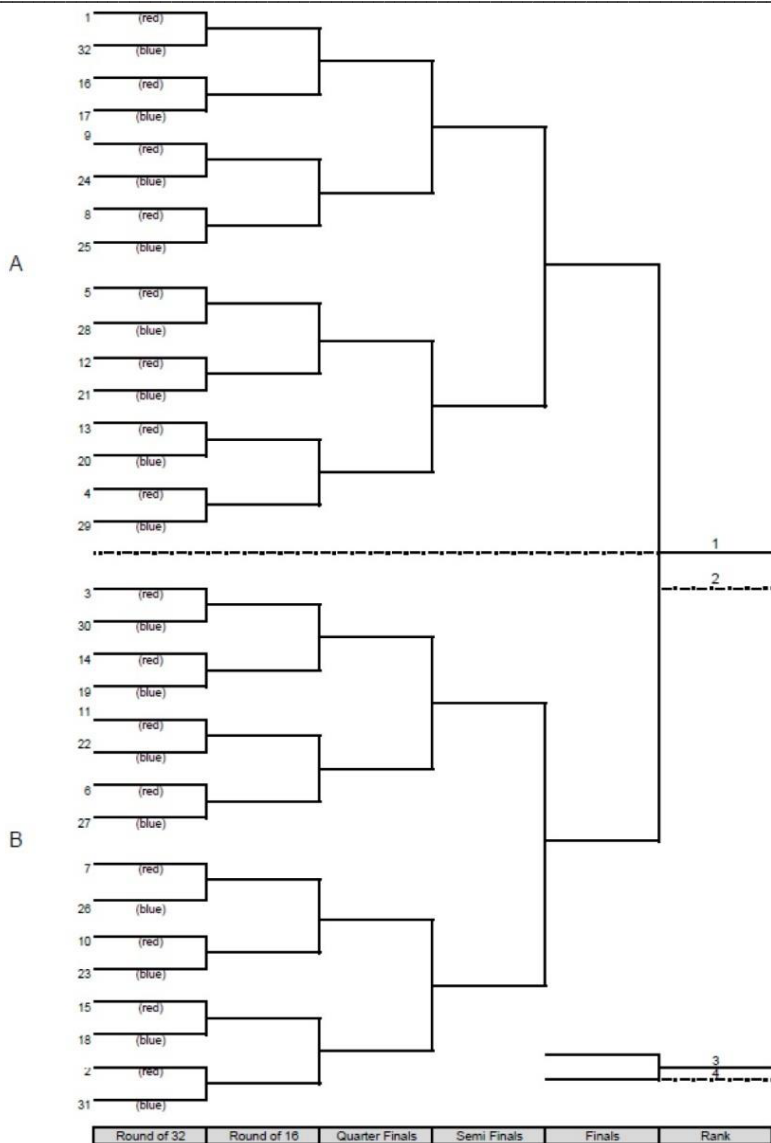 1 (red)
32 (blue)
16 (red)
17 (blue)
9 (red)
24 (blue)
8 (red)
25 (blue)
A
5 (red)
28 (blue)
12 (red)
21 (blue)
13 (red)
20 (blue)
4 (red)
29 (blue)
1
2
3 (red)
30 (blue)
14 (red)
19 (blue)
11 (red)
22 (blue)
6 (red)
27 (blue)
B
7 (red)
26 (blue)
10 (red)
23 (blue)
15 (red)
18 (blue)
3
2 (red)
4
31 (blue)
Round of 32 Round of 16 Quarter Finals Semi Finals Finals Rank